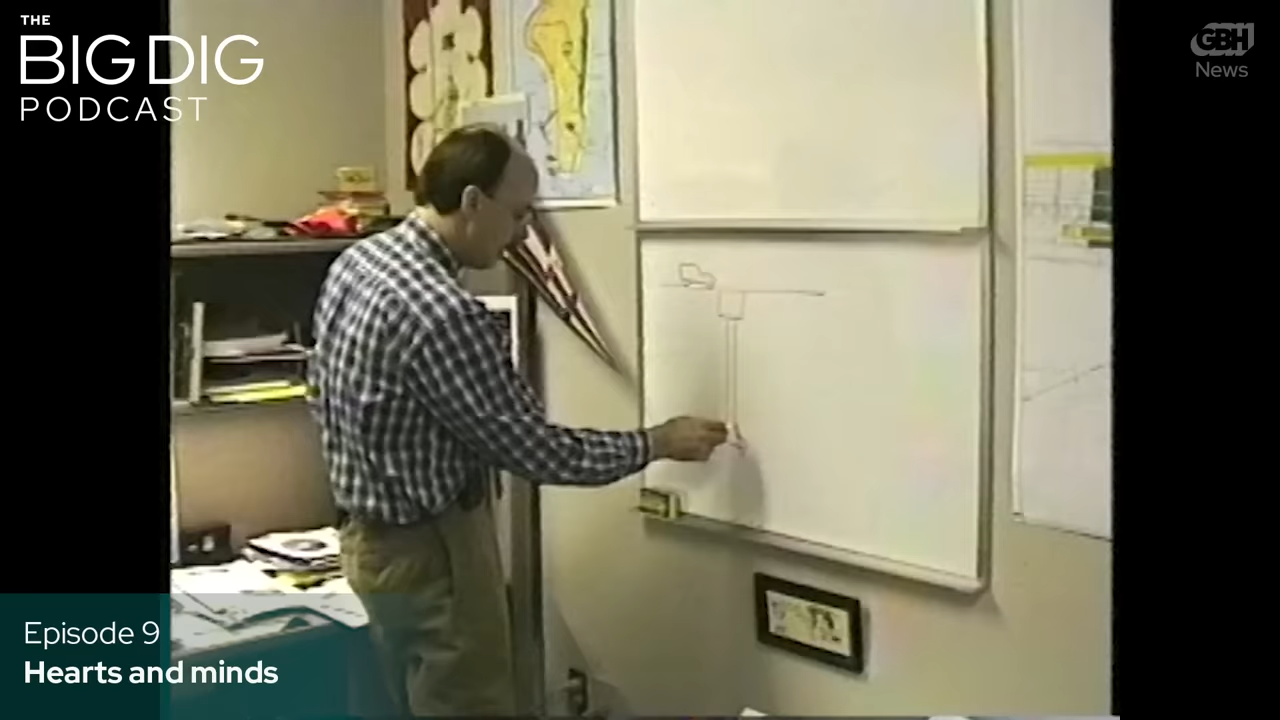 THE
BIG DIG
PODCAST
GBH
News
Episode 9
Hearts and minds